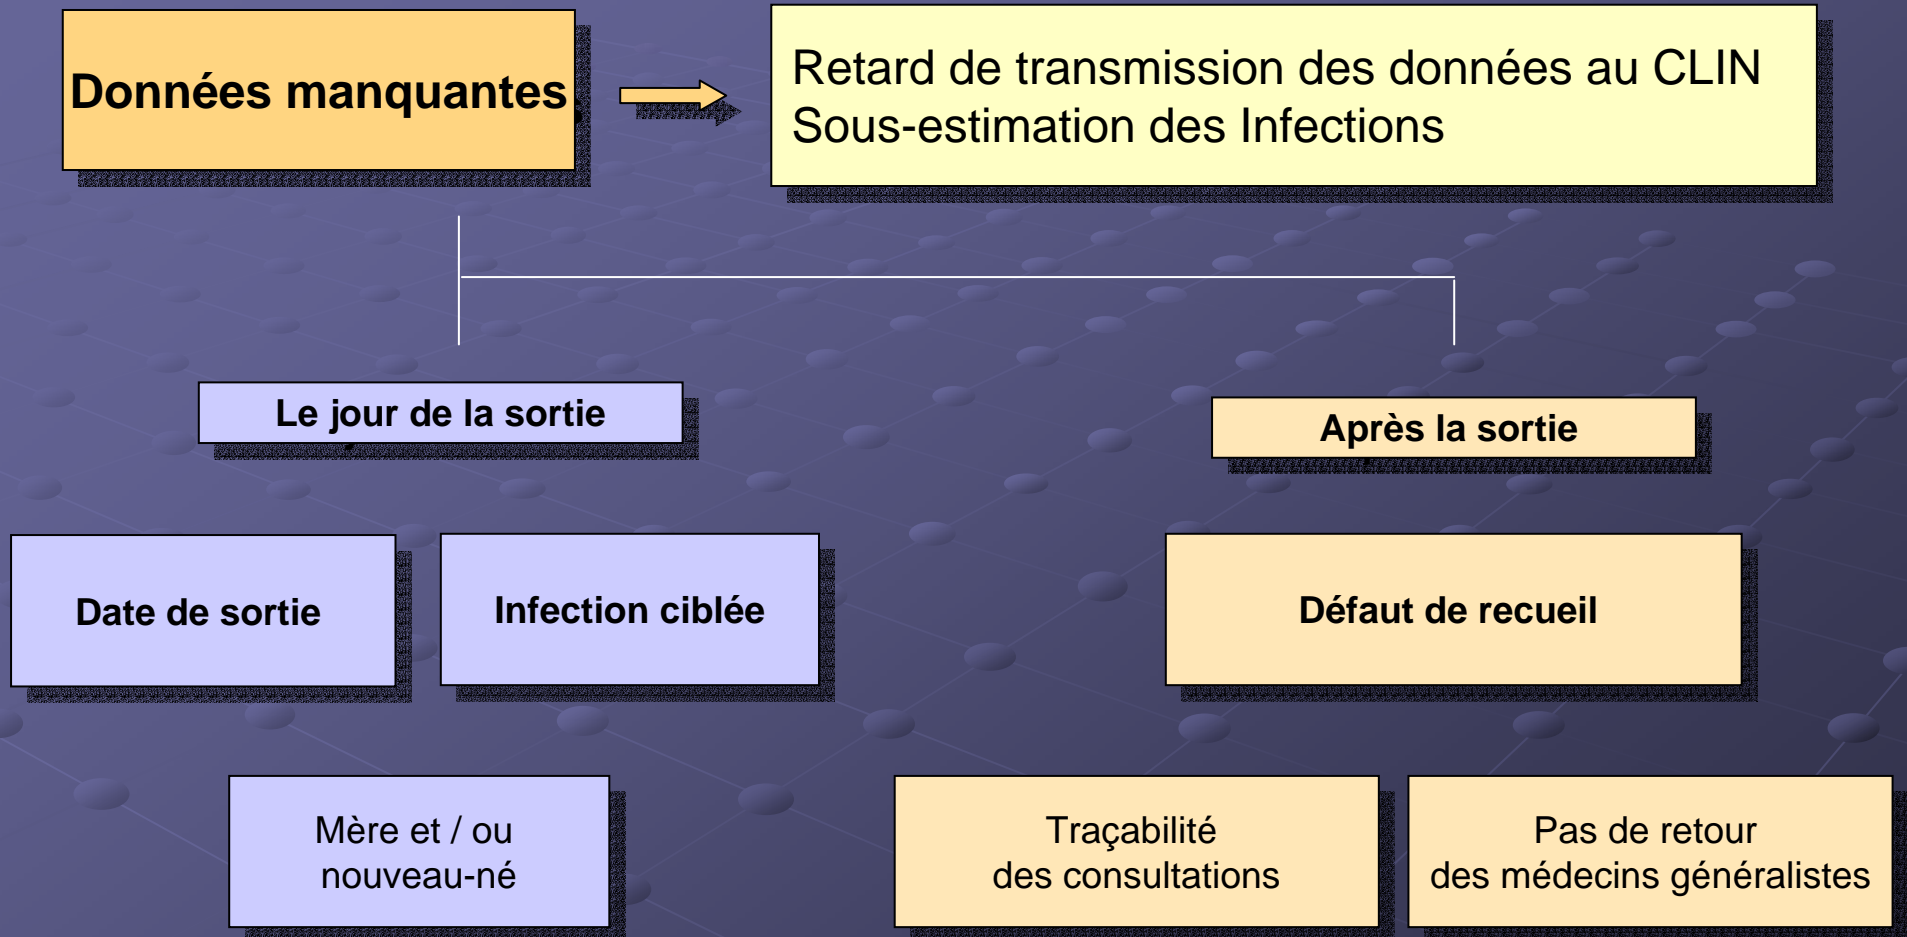 Données manquantes
Retard de transmission des données au CLIN
Sous-estimation des Infections
Le jour de la sortie
Après la sortie
Date de sortie
Infection ciblée
Défaut de recueil
Mère et / ou
nouveau-né
Traçabilité
des consultations
Pas de retour
des médecins généralistes